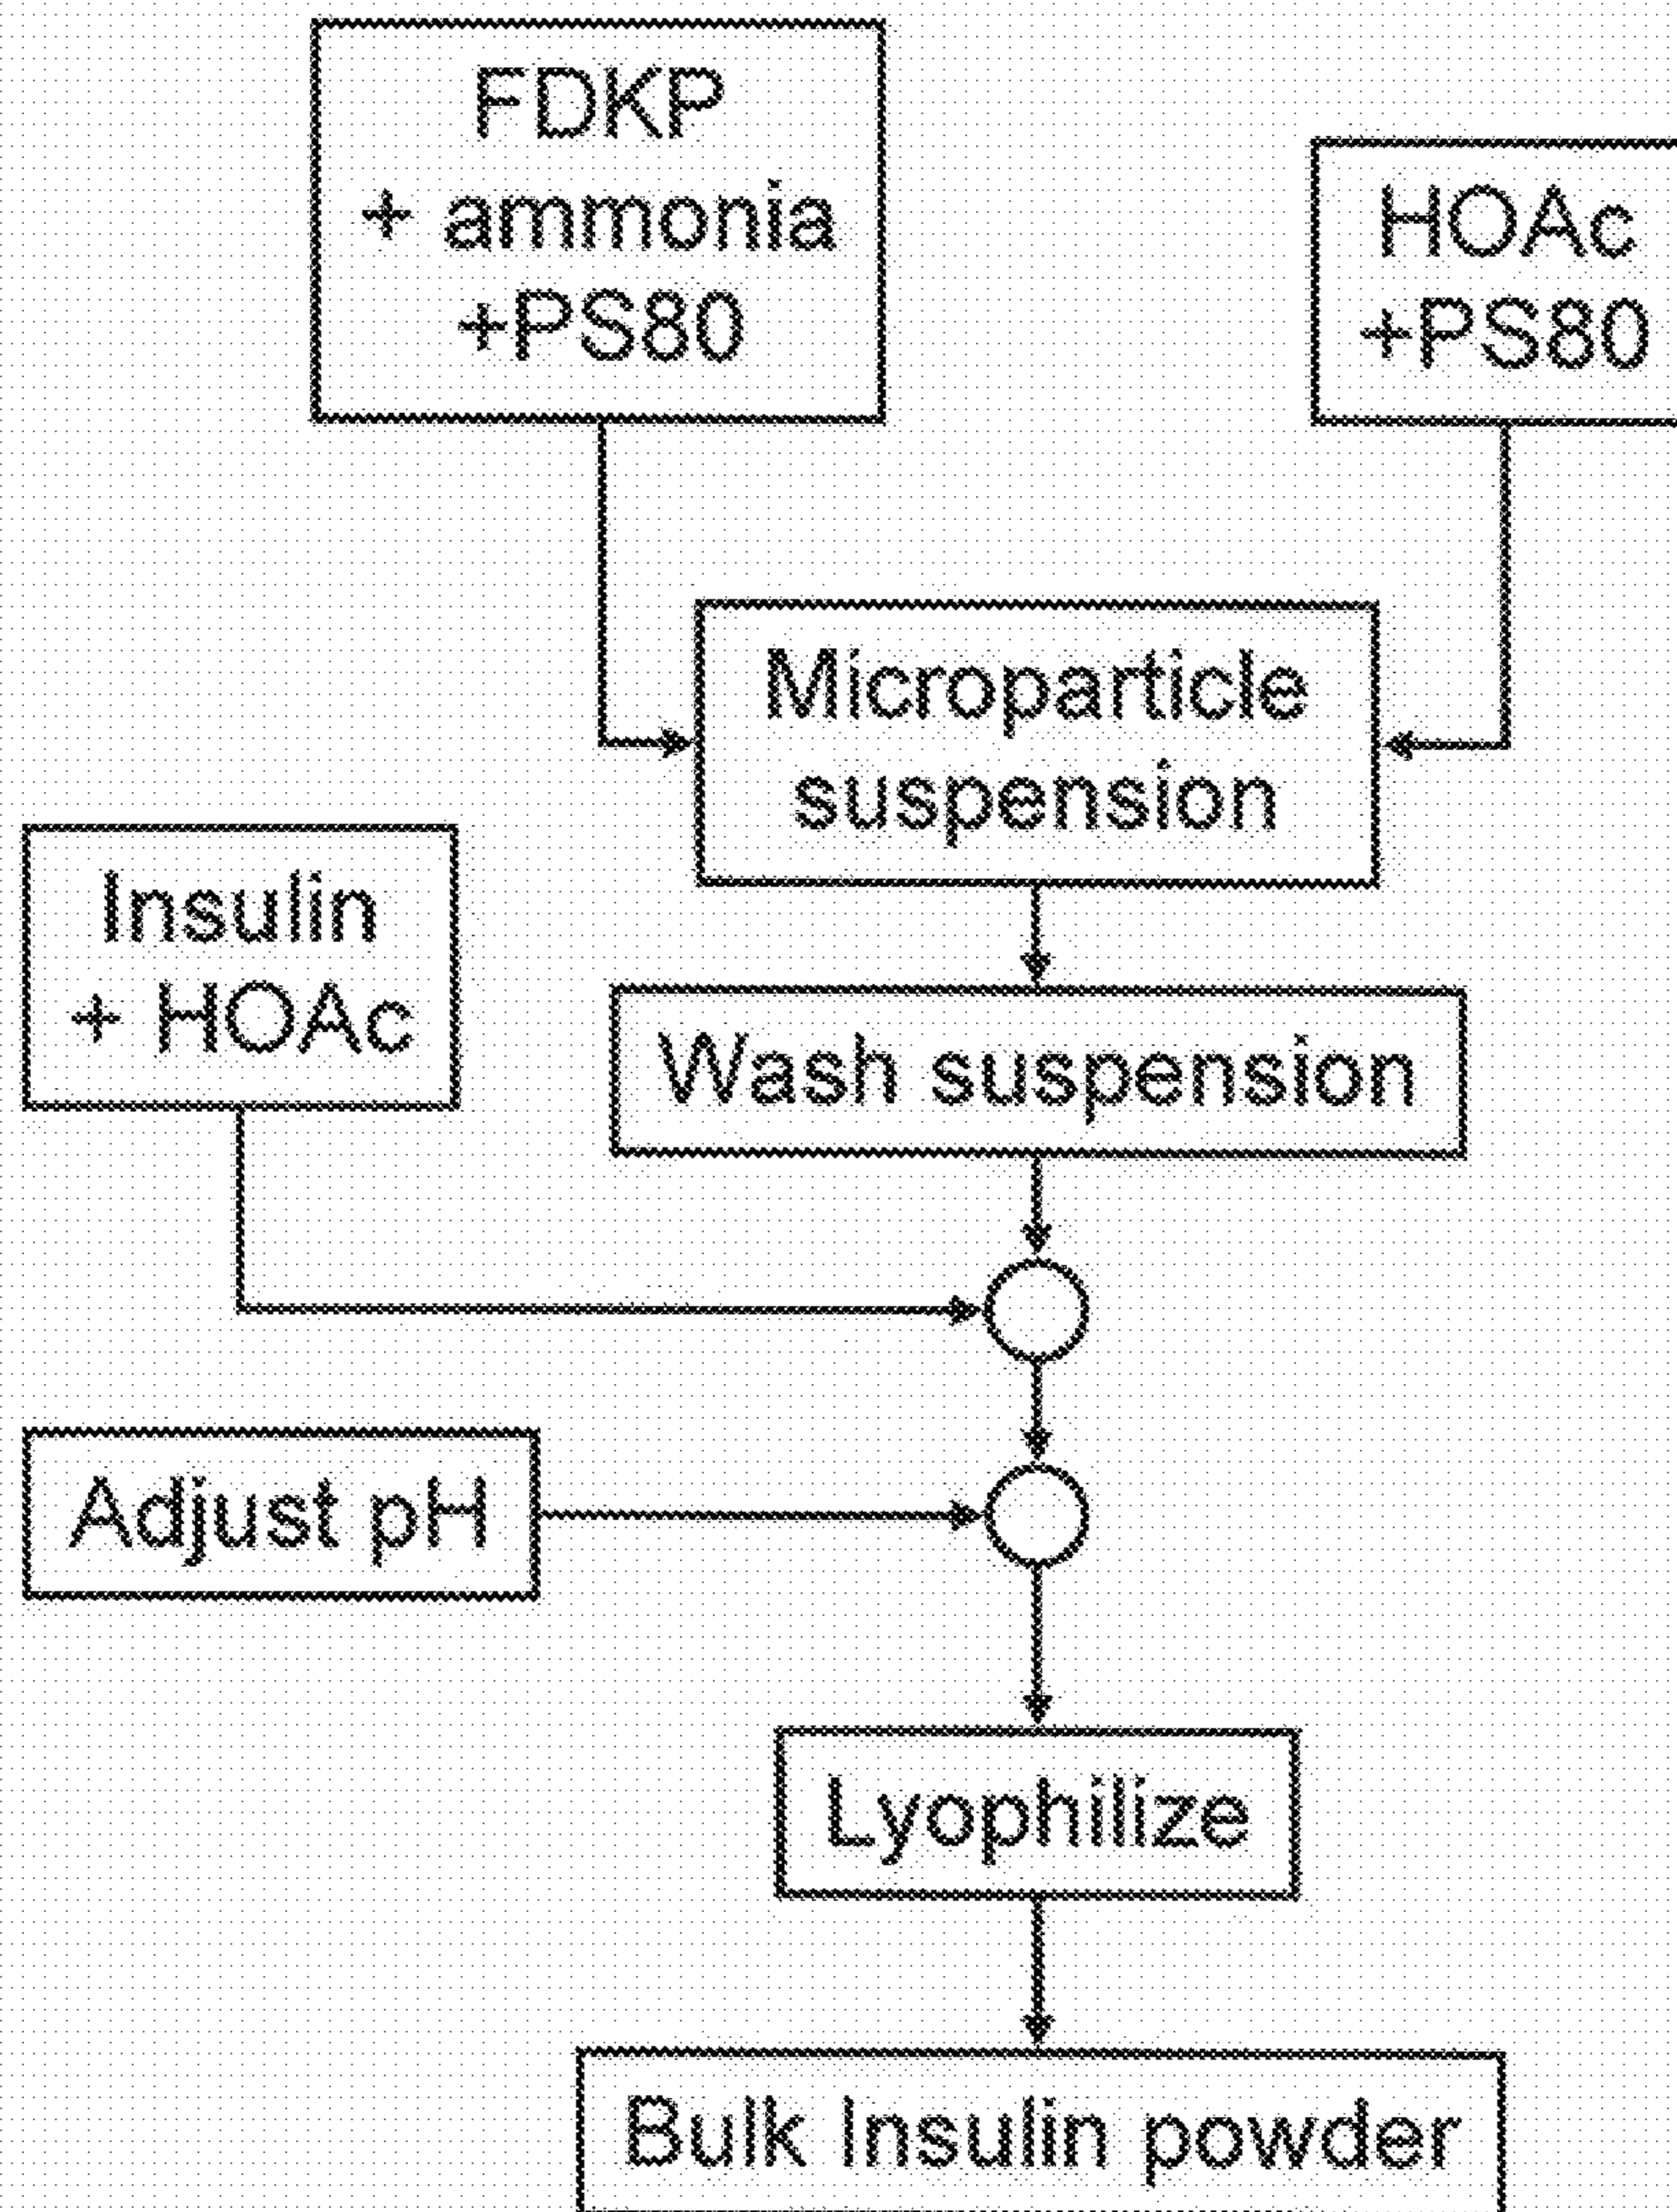 FDKP
+ ammonia
+PS80
HOAc
+PS80
Microparticle
suspension
Insulin
+ HOAc
Wash suspension
Adjust pH
Lyophilize
Bulk Insulin powder